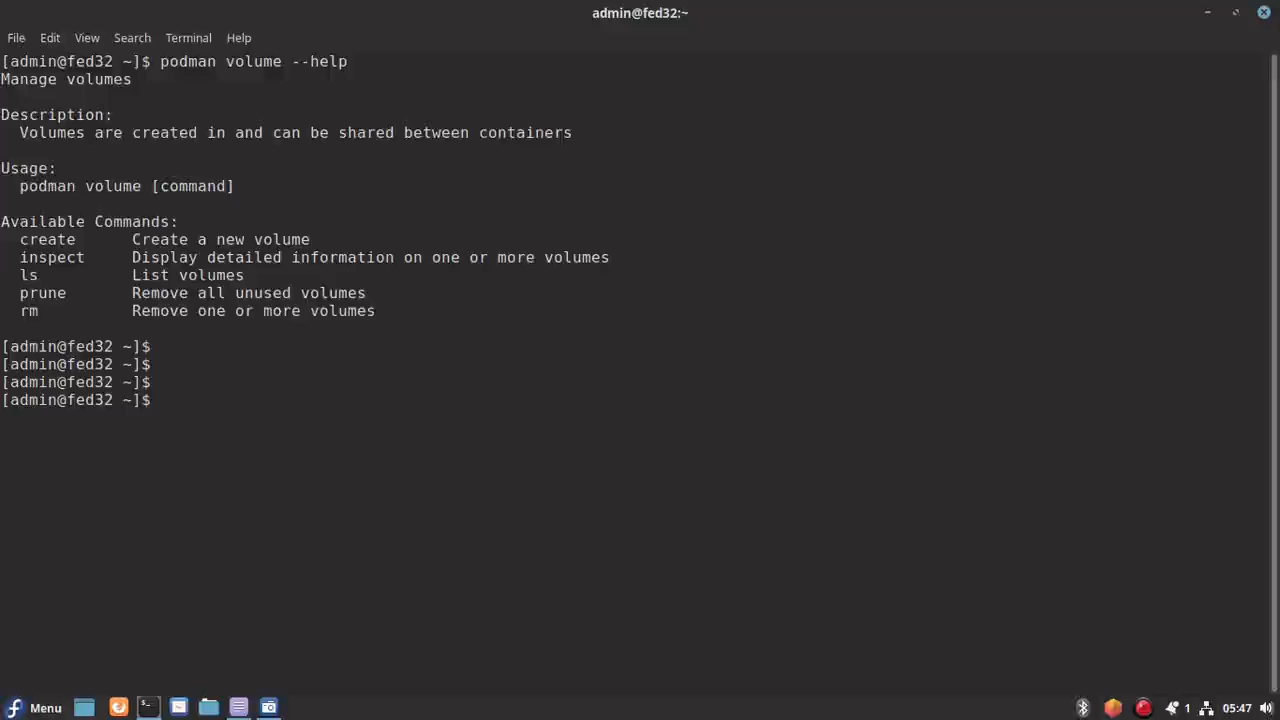 admin@fed32:~
File Edit View Search Terminal Help
[admin@fed32 ~]$ podman volume --help
Manage volumes
Description:
Volumes are created in and can be shared between containers
Usage:
podman volume [command]
Available Commands:
create Create a new volume
inspect Display detailed information on one or more volumes
ls List volumes
prune Remove all unused volumes
rm Remove one or more volumes
[admin@fed32 ~]$
[admin@fed32 ~]$
[admin@fed32 ~]$
[admin@fed32 ~]$
Menu 1 05:47